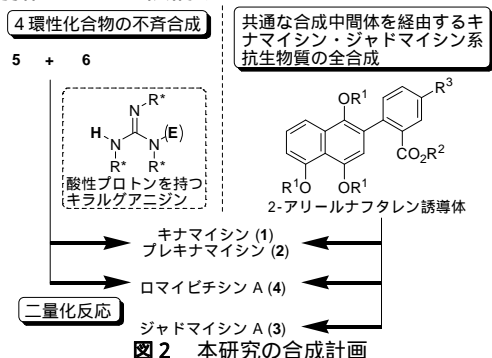 ４環性化合物の不斉合成
共通な合成中間体を経由するキ
ナマイシン・ジャドマイシン系
抗生物質の全合成
5 + 6
R*
N
H N N (E)
R* R*
酸性プロトンを持つ
キラルグアニジン
R³
OR¹
CO₂R²
R¹O OR¹
2-アリールナフタレン誘導体
キナマイシン (1)
プレキナマイシン (2)
ロマイビチシン A (4)
二量化反応
ジャドマイシン A (3)
図 2 本研究の合成計画